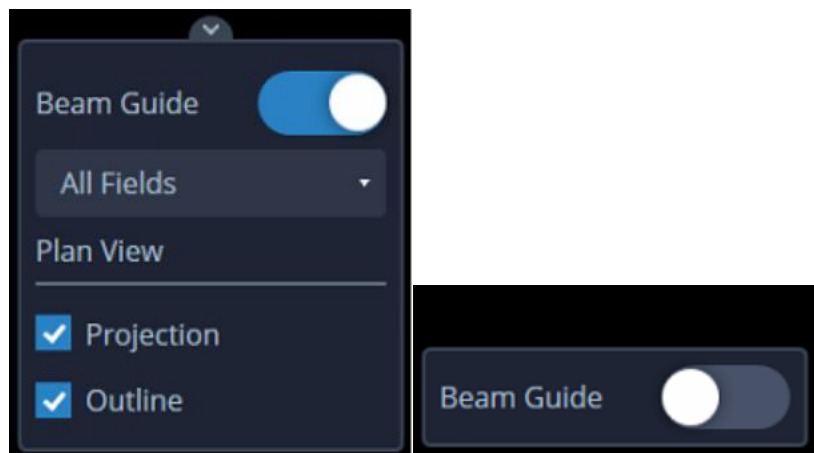 Beam Guide
All Fields
Plan View
Projection
Outline
Beam Guide